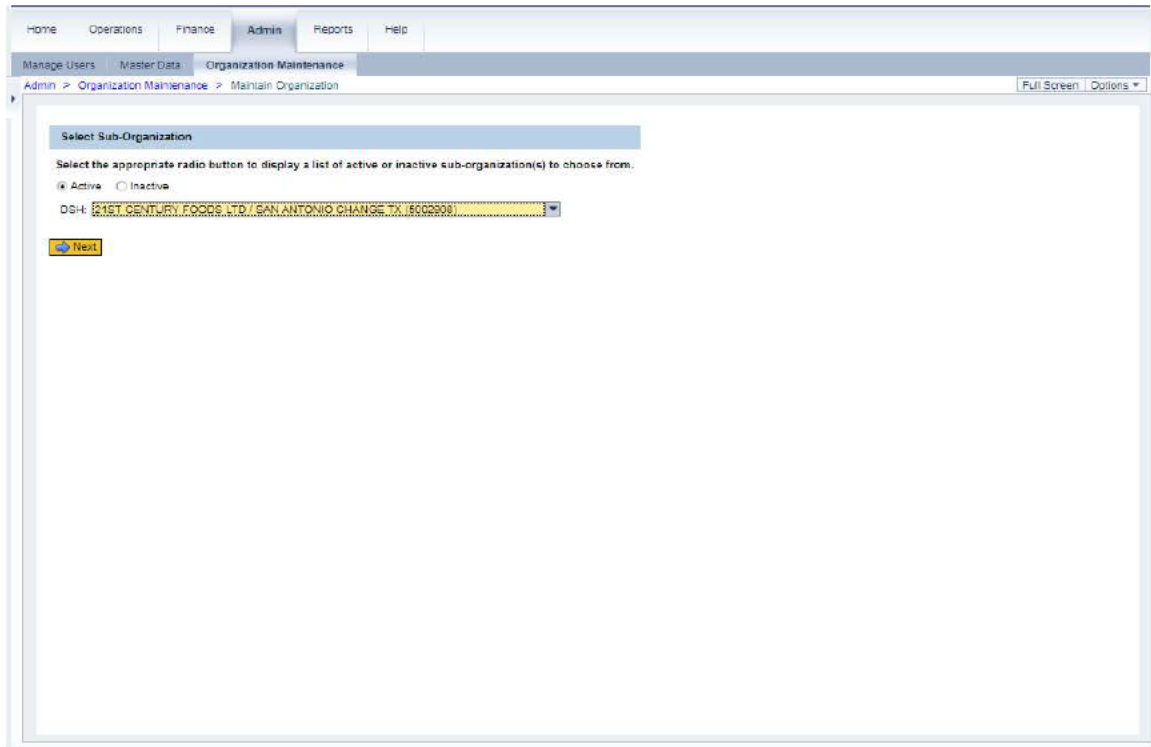 Home Operations Finance Admin Reports Help
Manage Users Master Data Organization Maintenance
Admin > Organization Maintenance > Maintain Organization Full Screen Options
Select Sub-Organization
Select the appropriate radio button to display a list of active or inactive sub-organization(s) to choose from.
Active Inactive
DSH: 21ST CENTURY FOODS LTD / SAN ANTONIO CHANGE TX (5002908)
Next